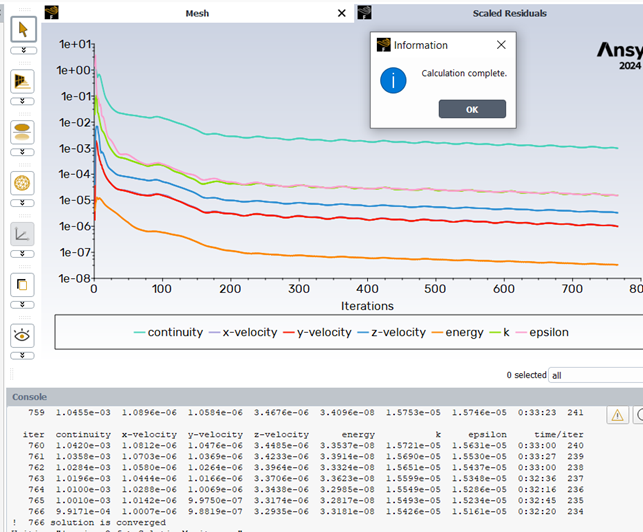 Mesh
Scaled Residuals
Information
Calculation complete.
OK
2024
1e+01
1e+00
1e-01
1e-02
1e-03
1e-04
1e-05
1e-06
1e-07
1e-08
0 100 200 300 400 500 600 700
Iterations
continuity x-velocity y-velocity z-velocity energy k epsilon
0 selected all
Console
759 1.0455e-03 1.0896e-06 1.0584e-06 3.4676e-06 3.4096e-08 1.5753e-05 1.5746e-05 0:33:23 241
iter continuity x-velocity y-velocity z-velocity energy k epsilon time/iter
760 1.0420e-03 1.0812e-06 1.0476e-06 3.4485e-06 3.3537e-08 1.5721e-05 1.5631e-05 0:33:00 240
761 1.0358e-03 1.0703e-06 1.0369e-06 3.4233e-06 3.3914e-08 1.5690e-05 1.5530e-05 0:33:27 239
762 1.0284e-03 1.0580e-06 1.0264e-06 3.3964e-06 3.3324e-08 1.5651e-05 1.5437e-05 0:33:00 238
763 1.0196e-03 1.0444e-06 1.0166e-06 3.3706e-06 3.3623e-08 1.5599e-05 1.5348e-05 0:32:36 237
764 1.0100e-03 1.0288e-06 1.0069e-06 3.3438e-06 3.3298e-08 1.5549e-05 1.5286e-05 0:32:16 236
765 1.0010e-03 1.0142e-06 9.9750e-07 3.3174e-06 3.2817e-08 1.5493e-05 1.5234e-05 0:32:45 235
766 9.9171e-04 1.0007e-06 9.8819e-07 3.2935e-06 3.3181e-08 1.5426e-05 1.5161e-05 0:32:20 234
! 766 solution is converged